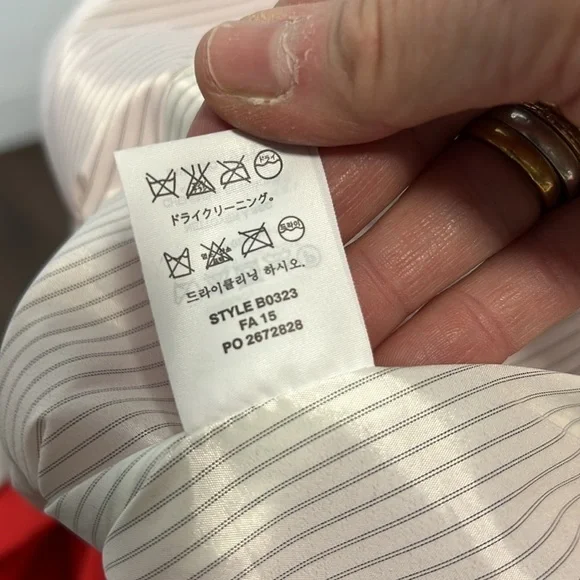 ドライ
ドライクリーニング。
드라이
드라이클리닝 하시오.
STYLE B0323
FA 15
PO 2672828